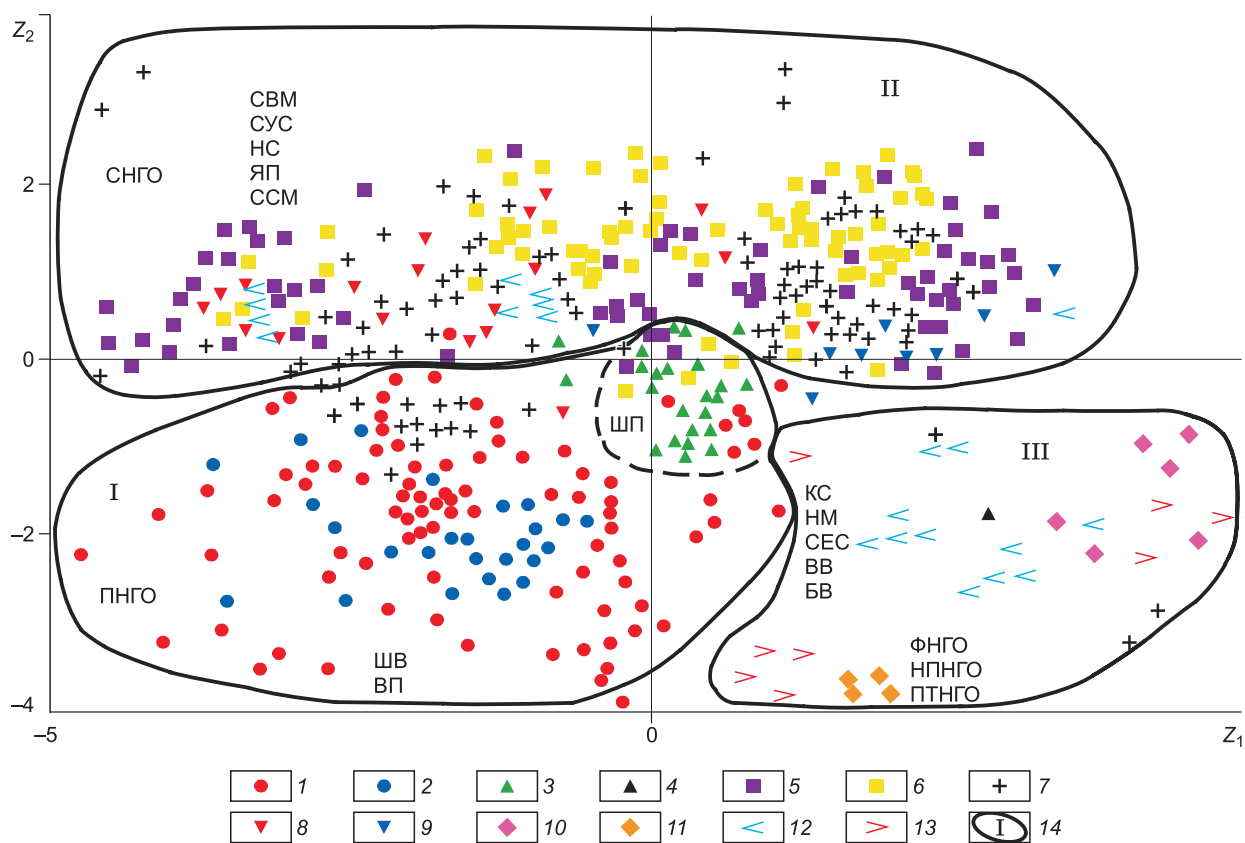 Z2
II
СВМ
СУС
НС
ЯП
ССМ
СНГО
2
0
ШП
I
III
КС
НМ
СЕС
ВВ
БВ
–2
ПНГО
ШВ
ВП
ФНГО
НПНГО
ПТНГО
–4
–5
0
Z1
1
2
3
4
5
6
7
8
9
10
11
12
13
I
14